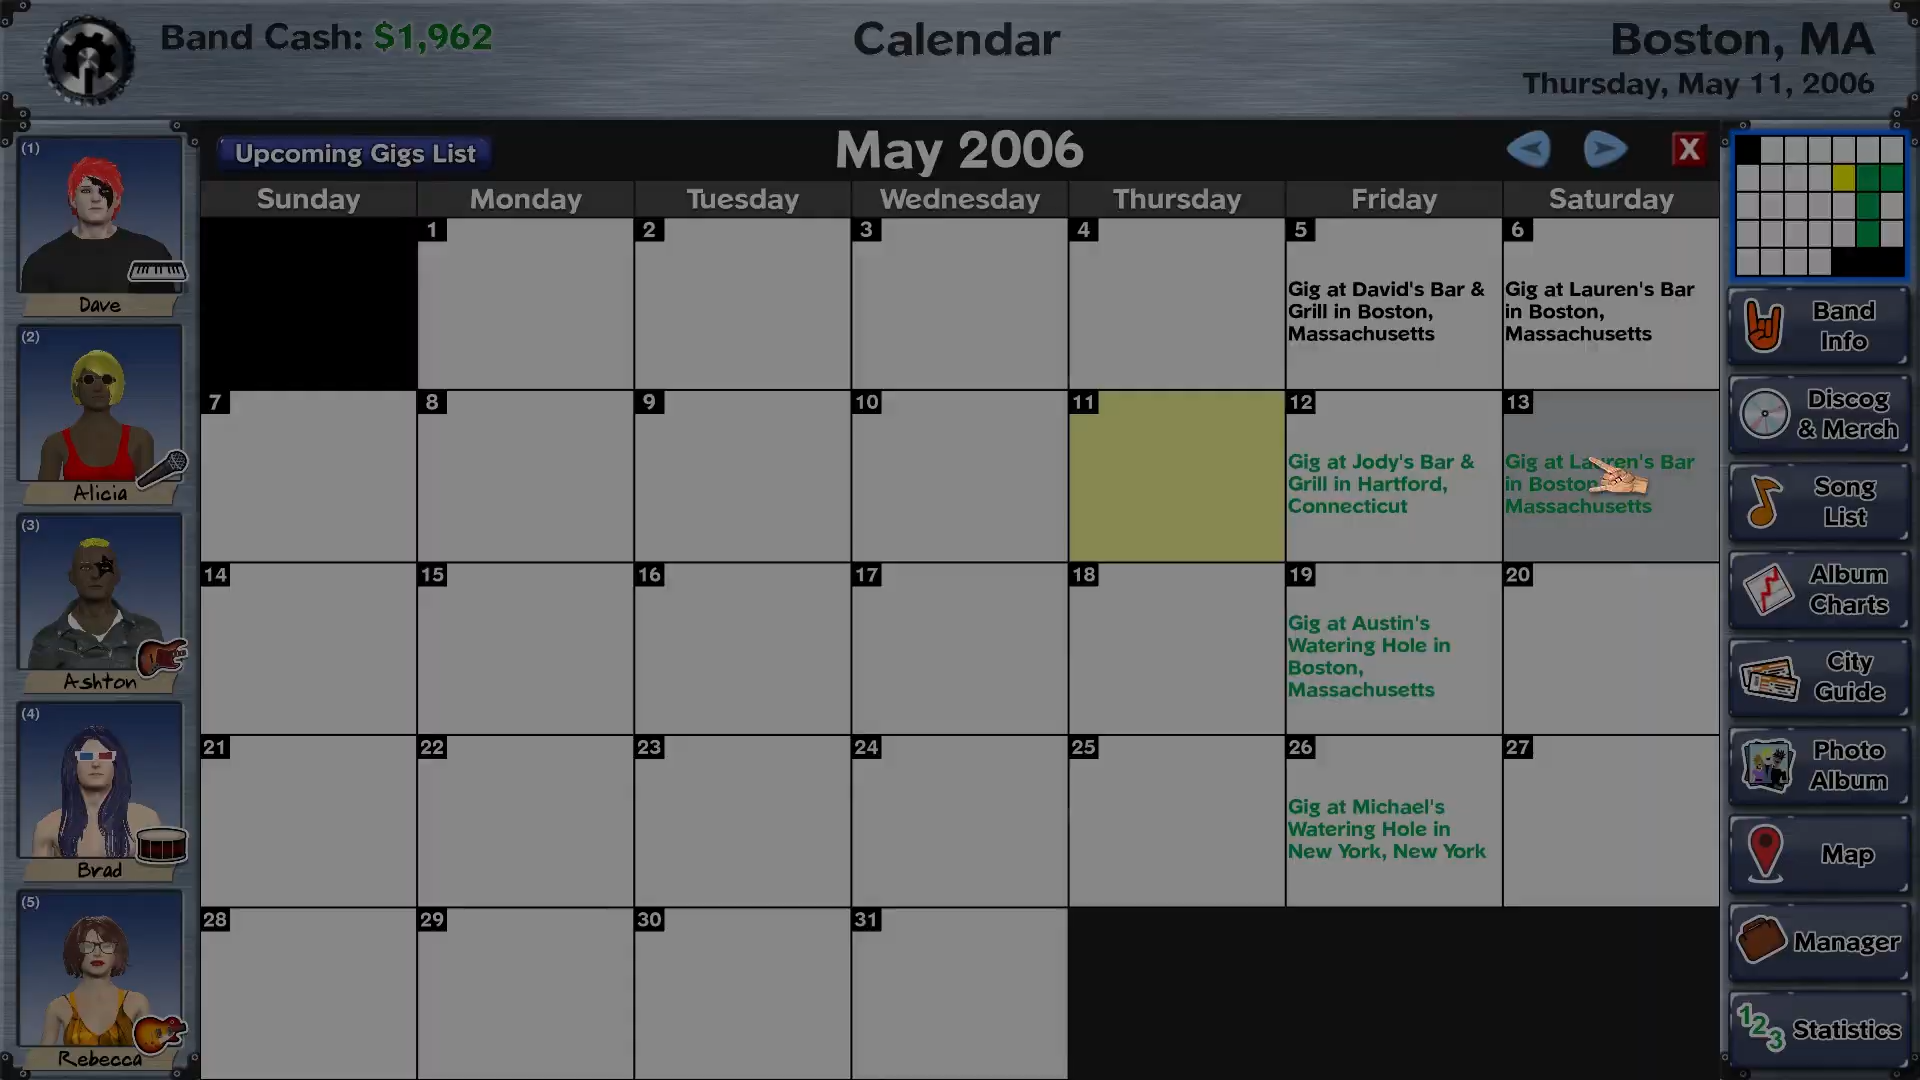 Band Cash: $1,962
Calendar
Boston, MA
Thursday, May 11, 2006
Upcoming Gigs List
May 2006
X
Sunday
Monday
Tuesday
Wednesday
Thursday
Friday
Saturday
1
2
3
4
5
Gig at David's Bar &
Grill in Boston,
Massachusetts
6
Gig at Lauren's Bar
in Boston,
Massachusetts
7
8
9
10
11
12
Gig at Jody's Bar &
Grill in Hartford,
Connecticut
13
Gig at Lauren's Bar
in Boston
Massachusetts
14
15
16
17
18
19
Gig at Austin's
Watering Hole in
Boston,
Massachusetts
20
21
22
23
24
25
26
Gig at Michael's
Watering Hole in
New York, New York
27
28
29
30
31
(1)
Dave
(2)
Alicia
(3)
Ashton
(4)
Brad
(5)
Rebecca
Band
Info
Discog
& Merch
Song
List
Album
Charts
City
Guide
Photo
Album
Map
Manager
123
Statistics